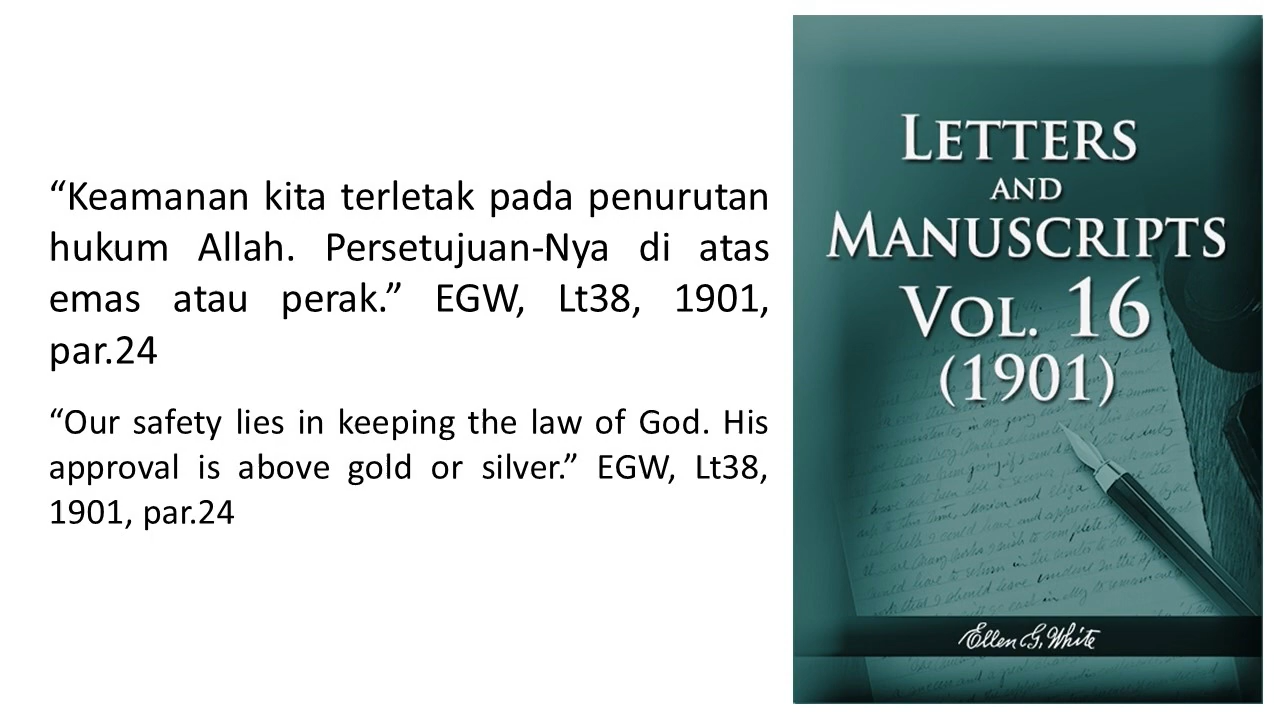 “Keamanan kita terletak pada penurutan
hukum Allah. Persetujuan-Nya di atas
emas atau perak.” EGW, Lt38, 1901,
par.24
“Our safety lies in keeping the law of God. His
approval is above gold or silver.” EGW, Lt38,
1901, par.24
LETTERS
AND
MANUSCRIPTS
VOL. 16
(1901)
Ellen G. White